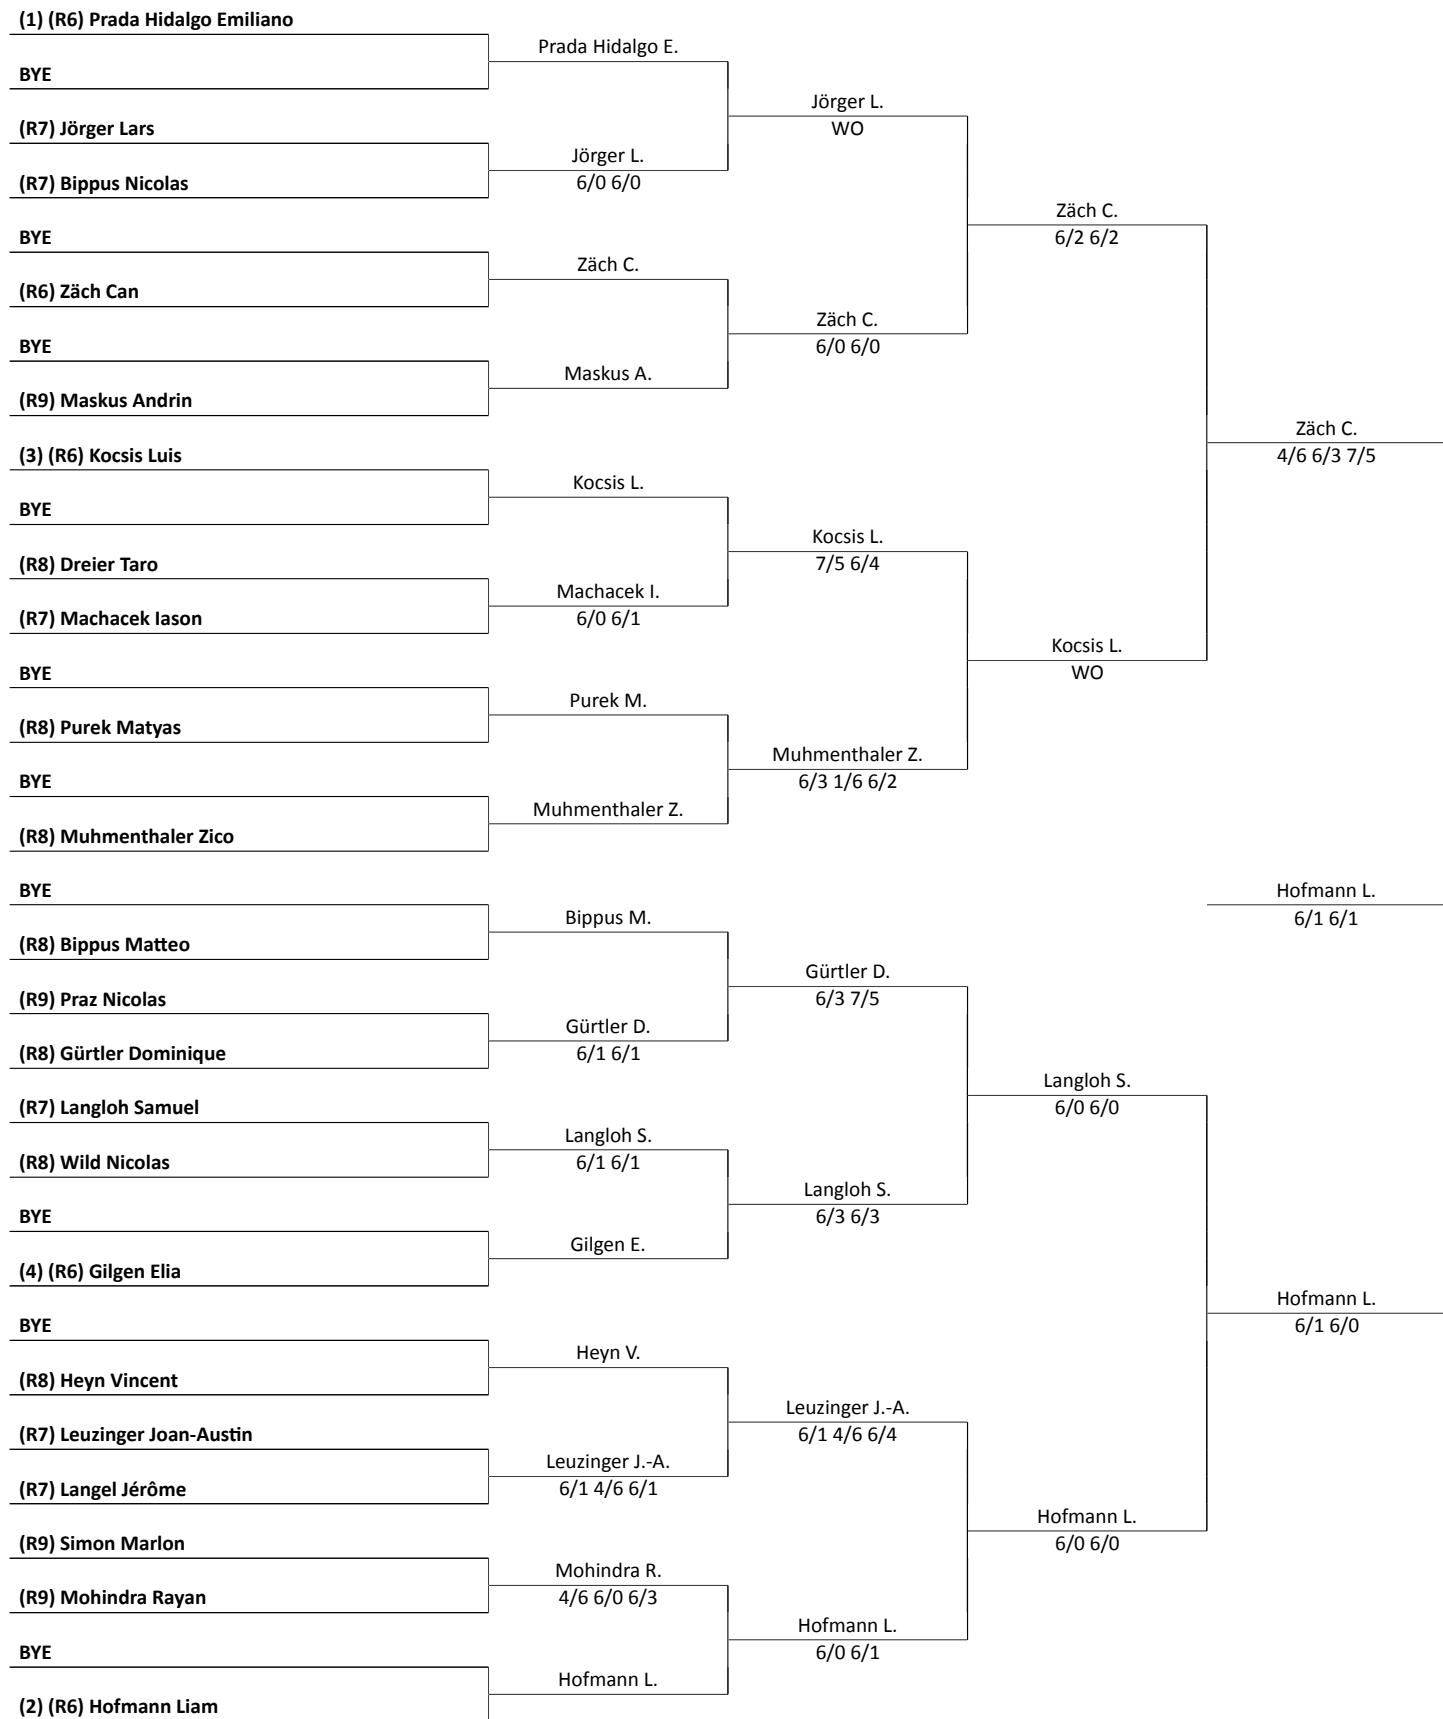 (1) (R6) Prada Hidalgo Emiliano
BYE
(R7) Jörger Lars
(R7) Bippus Nicolas
BYE
(R6) Zäch Can
BYE
(R9) Maskus Andrin
(3) (R6) Kocsis Luis
BYE
(R8) Dreier Taro
(R7) Machacek Iason
BYE
(R8) Purek Matyas
BYE
(R8) Muhmenthaler Zico
BYE
(R8) Bippus Matteo
(R9) Praz Nicolas
(R8) Gürtler Dominique
(R7) Langloh Samuel
(R8) Wild Nicolas
BYE
(4) (R6) Gilgen Elia
BYE
(R8) Heyn Vincent
(R7) Leuzinger Joan-Austin
(R7) Langel Jérôme
(R9) Simon Marlon
(R9) Mohindra Rayan
BYE
(2) (R6) Hofmann Liam
Prada Hidalgo E.
Jörger L.
6/0 6/0
Zäch C.
Maskus A.
Kocsis L.
Machacek I.
6/0 6/1
Purek M.
Muhmenthaler Z.
Bippus M.
Gürtler D.
6/1 6/1
Langloh S.
6/1 6/1
Gilgen E.
Heyn V.
Leuzinger J.-A.
6/1 4/6 6/1
Mohindra R.
4/6 6/0 6/3
Hofmann L.
Jörger L.
WO
Zäch C.
6/0 6/0
Kocsis L.
7/5 6/4
Muhmenthaler Z.
6/3 1/6 6/2
Gürtler D.
6/3 7/5
Langloh S.
6/3 6/3
Leuzinger J.-A.
6/1 4/6 6/4
Hofmann L.
6/0 6/1
Zäch C.
6/2 6/2
Kocsis L.
WO
Langloh S.
6/0 6/0
Hofmann L.
6/0 6/0
Zäch C.
4/6 6/3 7/5
Hofmann L.
6/1 6/1
Hofmann L.
6/1 6/0